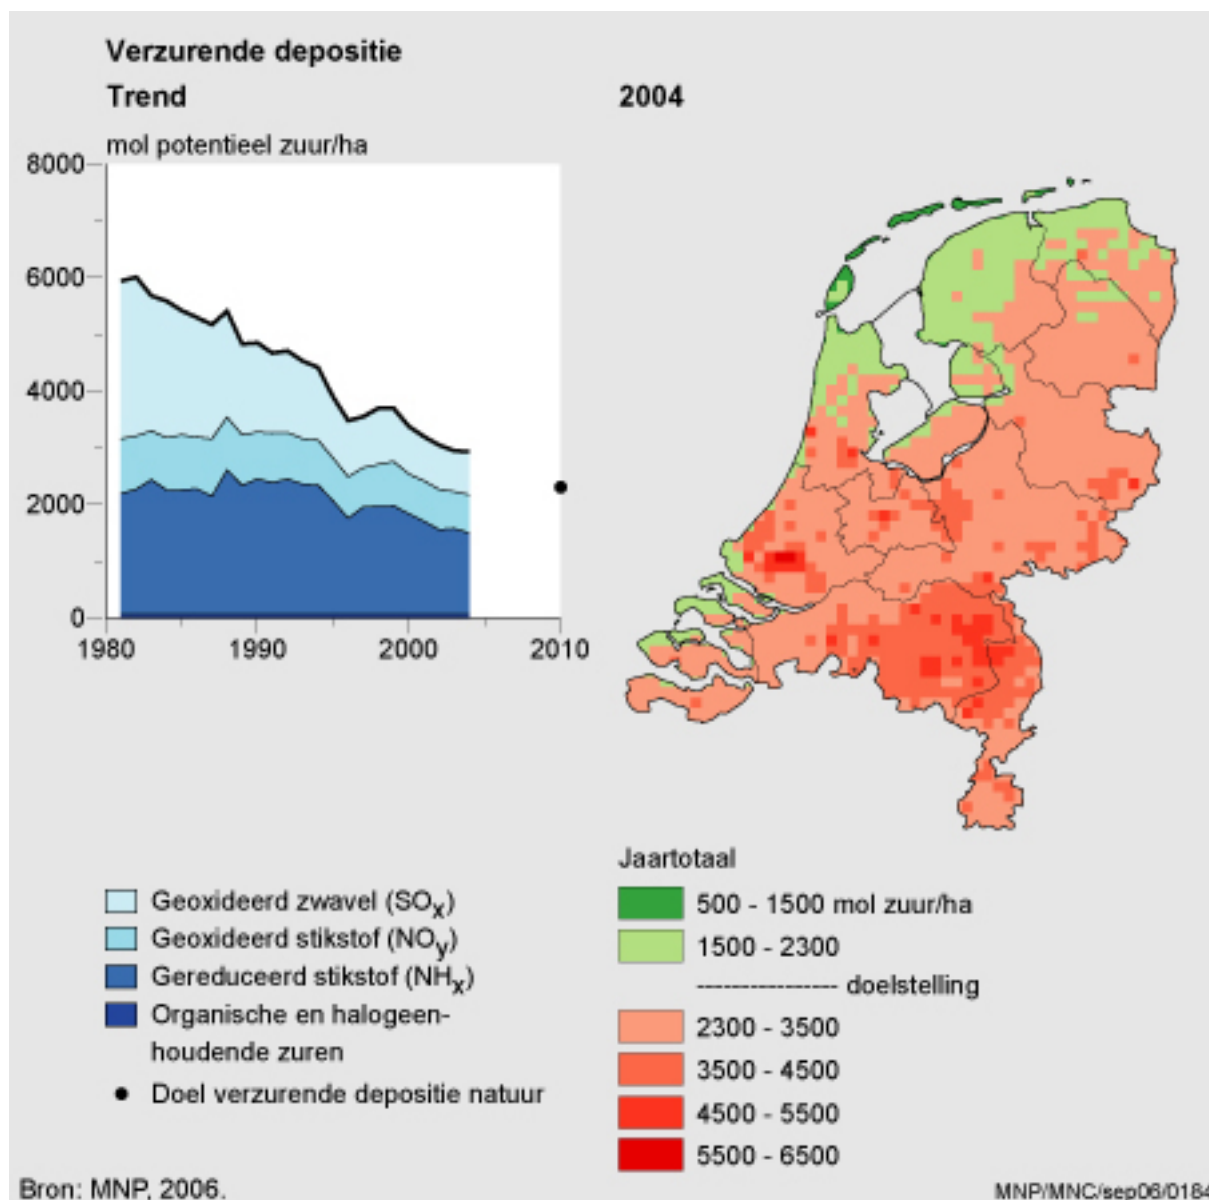 Verzurende depositie
Trend
mol potentieel zuur/ha
8000
6000
4000
2000
0
1980 1990 2000 2010
Geoxideerd zwavel (SOx)
Geoxideerd stikstof (NOy)
Gereduceerd stikstof (NHx)
Organische en halogeen-
houdende zuren
Doel verzurende depositie natuur
2004
Jaartotaal
500 - 1500 mol zuur/ha
1500 - 2300
---------------- doelstelling
2300 - 3500
3500 - 4500
4500 - 5500
5500 - 6500
Bron: MNP, 2006.
MNP/MNC/sep06/0184